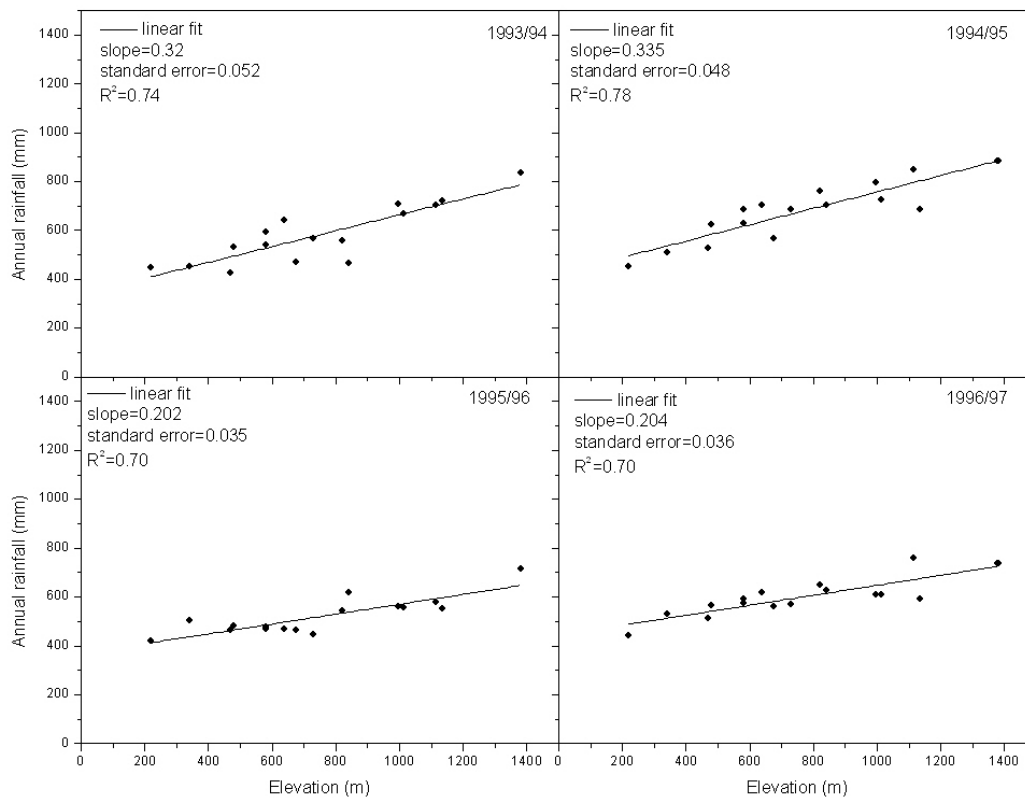 linear fit
slope=0.32
standard error=0.052
R²=0.74
1993/94
1400
1200
1000
800
600
400
200
0
Annual rainfall (mm)
linear fit
slope=0.335
standard error=0.048
R²=0.78
1994/95
linear fit
slope=0.202
standard error=0.035
R²=0.70
1995/96
1400
1200
1000
800
600
400
200
0
Annual rainfall (mm)
0 200 400 600 800 1000 1200 1400
Elevation (m)
linear fit
slope=0.204
standard error=0.036
R²=0.70
1996/97
200 400 600 800 1000 1200 1400
Elevation (m)